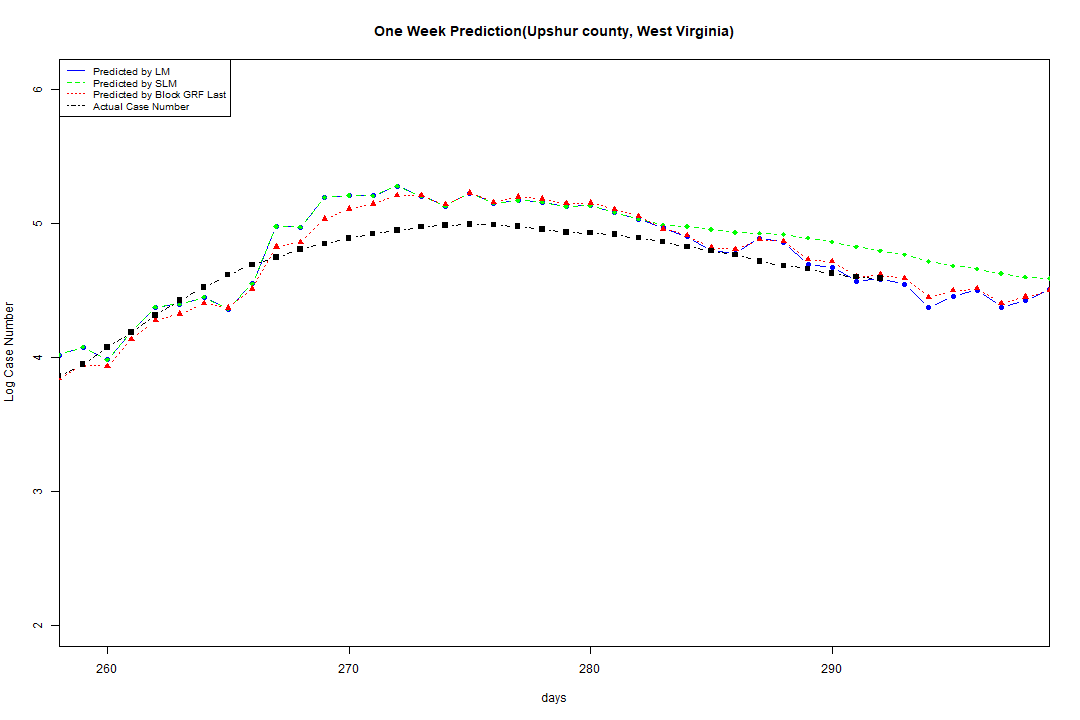 One Week Prediction(Upshur county, West Virginia)
Predicted by LM
Predicted by SLM
Predicted by Block GRF Last
Actual Case Number
6
5
4
3
2
Log Case Number
260 270 280 290
days